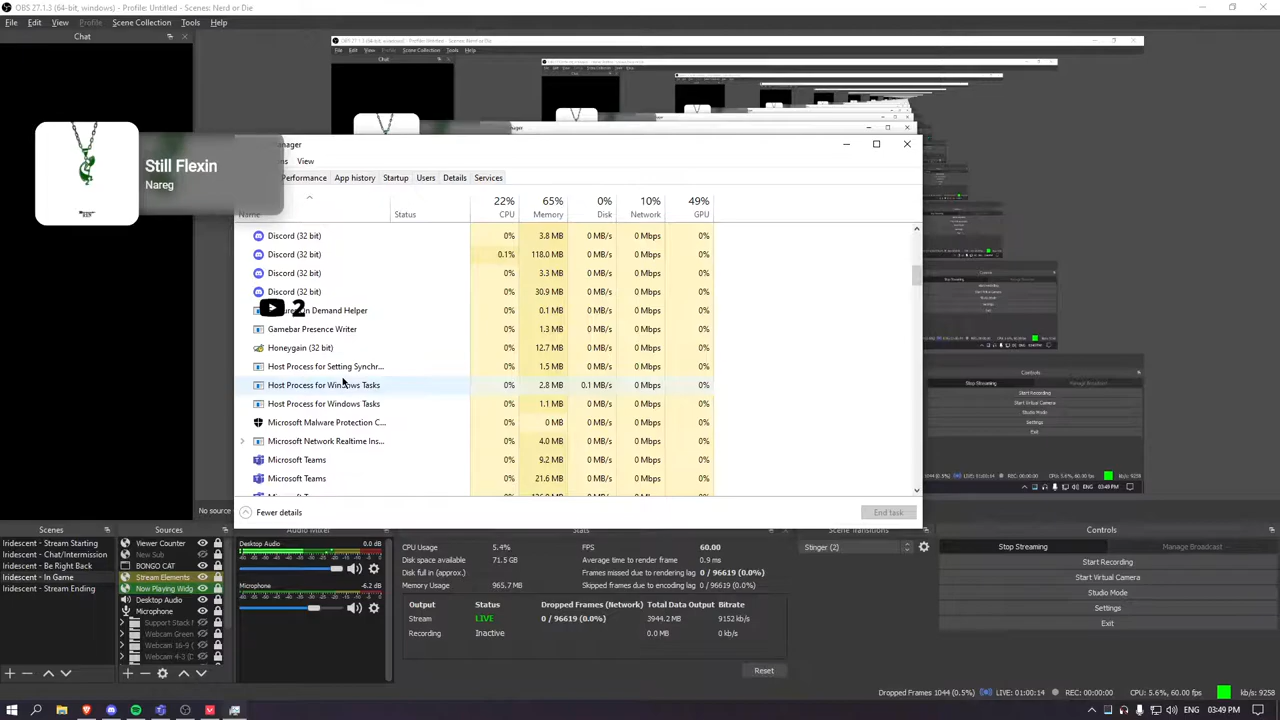 OBS 27.1.3 (64-bit, windows) - Profile: Untitled - Scenes: Nerd or Die
File Edit View Profile Scene Collection Tools Help
Chat
Still Flexin
Nareg
View
Performance App history Startup Users Details Services
22% 65% 0% 10% 49%
Name Status CPU Memory Disk Network GPU
Discord (32 bit) 0% 3.8 MB 0 MB/s 0 Mbps 0%
Discord (32 bit) 0.1% 118.0 MB 0 MB/s 0 Mbps 0%
Discord (32 bit) 0% 3.3 MB 0 MB/s 0 Mbps 0%
Discord (32 bit) 0% 30.9 MB 0 MB/s 0 Mbps 0%
2
n Demand Helper 0% 0.1 MB 0 MB/s 0 Mbps 0%
Gamebar Presence Writer 0% 1.3 MB 0 MB/s 0 Mbps 0%
Honeygain (32 bit) 0% 12.7 MB 0 MB/s 0 Mbps 0%
Host Process for Setting Synchr... 0% 1.5 MB 0 MB/s 0 Mbps 0%
Host Process for Windows Tasks 0% 2.8 MB 0.1 MB/s 0 Mbps 0%
Host Process for Windows Tasks 0% 1.1 MB 0 MB/s 0 Mbps 0%
Microsoft Malware Protection C... 0% 0 MB 0 MB/s 0 Mbps 0%
Microsoft Network Realtime Ins... 0% 4.0 MB 0 MB/s 0 Mbps 0%
Microsoft Teams 0% 9.2 MB 0 MB/s 0 Mbps 0%
Microsoft Teams 0% 21.6 MB 0 MB/s 0 Mbps 0%
Fewer details End task
No source
Scenes Sources Audio Mixer Stats Scene Transitions Controls
Iridescent - Stream Starting
Iridescent - Chat/Intermission
Iridescent - Be Right Back
Iridescent - In Game
Iridescent - Stream Ending
Viewer Counter
New Sub
BONGO CAT
Stream Elements
Now Playing Widg
Desktop Audio
Microphone
Support Stack
Webcam Green
Webcam 16-9
Webcam 4-3
Desktop Audio 0.0 dB
Microphone -6.2 dB
CPU Usage 5.4%
Disk space available 71.5 GB
Disk full in (approx.)
Memory Usage 965.7 MB
FPS 60.00
Average time to render frame 0.9 ms
Frames missed due to rendering lag 0 / 96619 (0.0%)
Skipped frames due to encoding lag
Output Status Dropped Frames (Network) Total Data Output Bitrate
Stream LIVE 0 / 96619 (0.0%) 3944.2 MB 9152 kb/s
Recording Inactive 0.0 MB 0 kb/s
Reset
Stinger (2)
Stop Streaming Manage Broadcast
Start Recording
Start Virtual Camera
Studio Mode
Settings
Exit
Dropped Frames 1044 (0.5%) LIVE: 01:00:14 REC: 00:00:00 CPU: 5.6%, 60.00 fps kb/s: 9258
ENG 03:49 PM